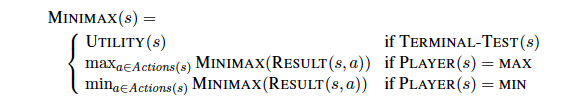 MINIMAX(s) =
UTILITY(s) if TERMINAL-TEST(s)
max_{a∈Actions(s)} MINIMAX(RESULT(s, a)) if PLAYER(s) = MAX
min_{a∈Actions(s)} MINIMAX(RESULT(s, a)) if PLAYER(s) = MIN